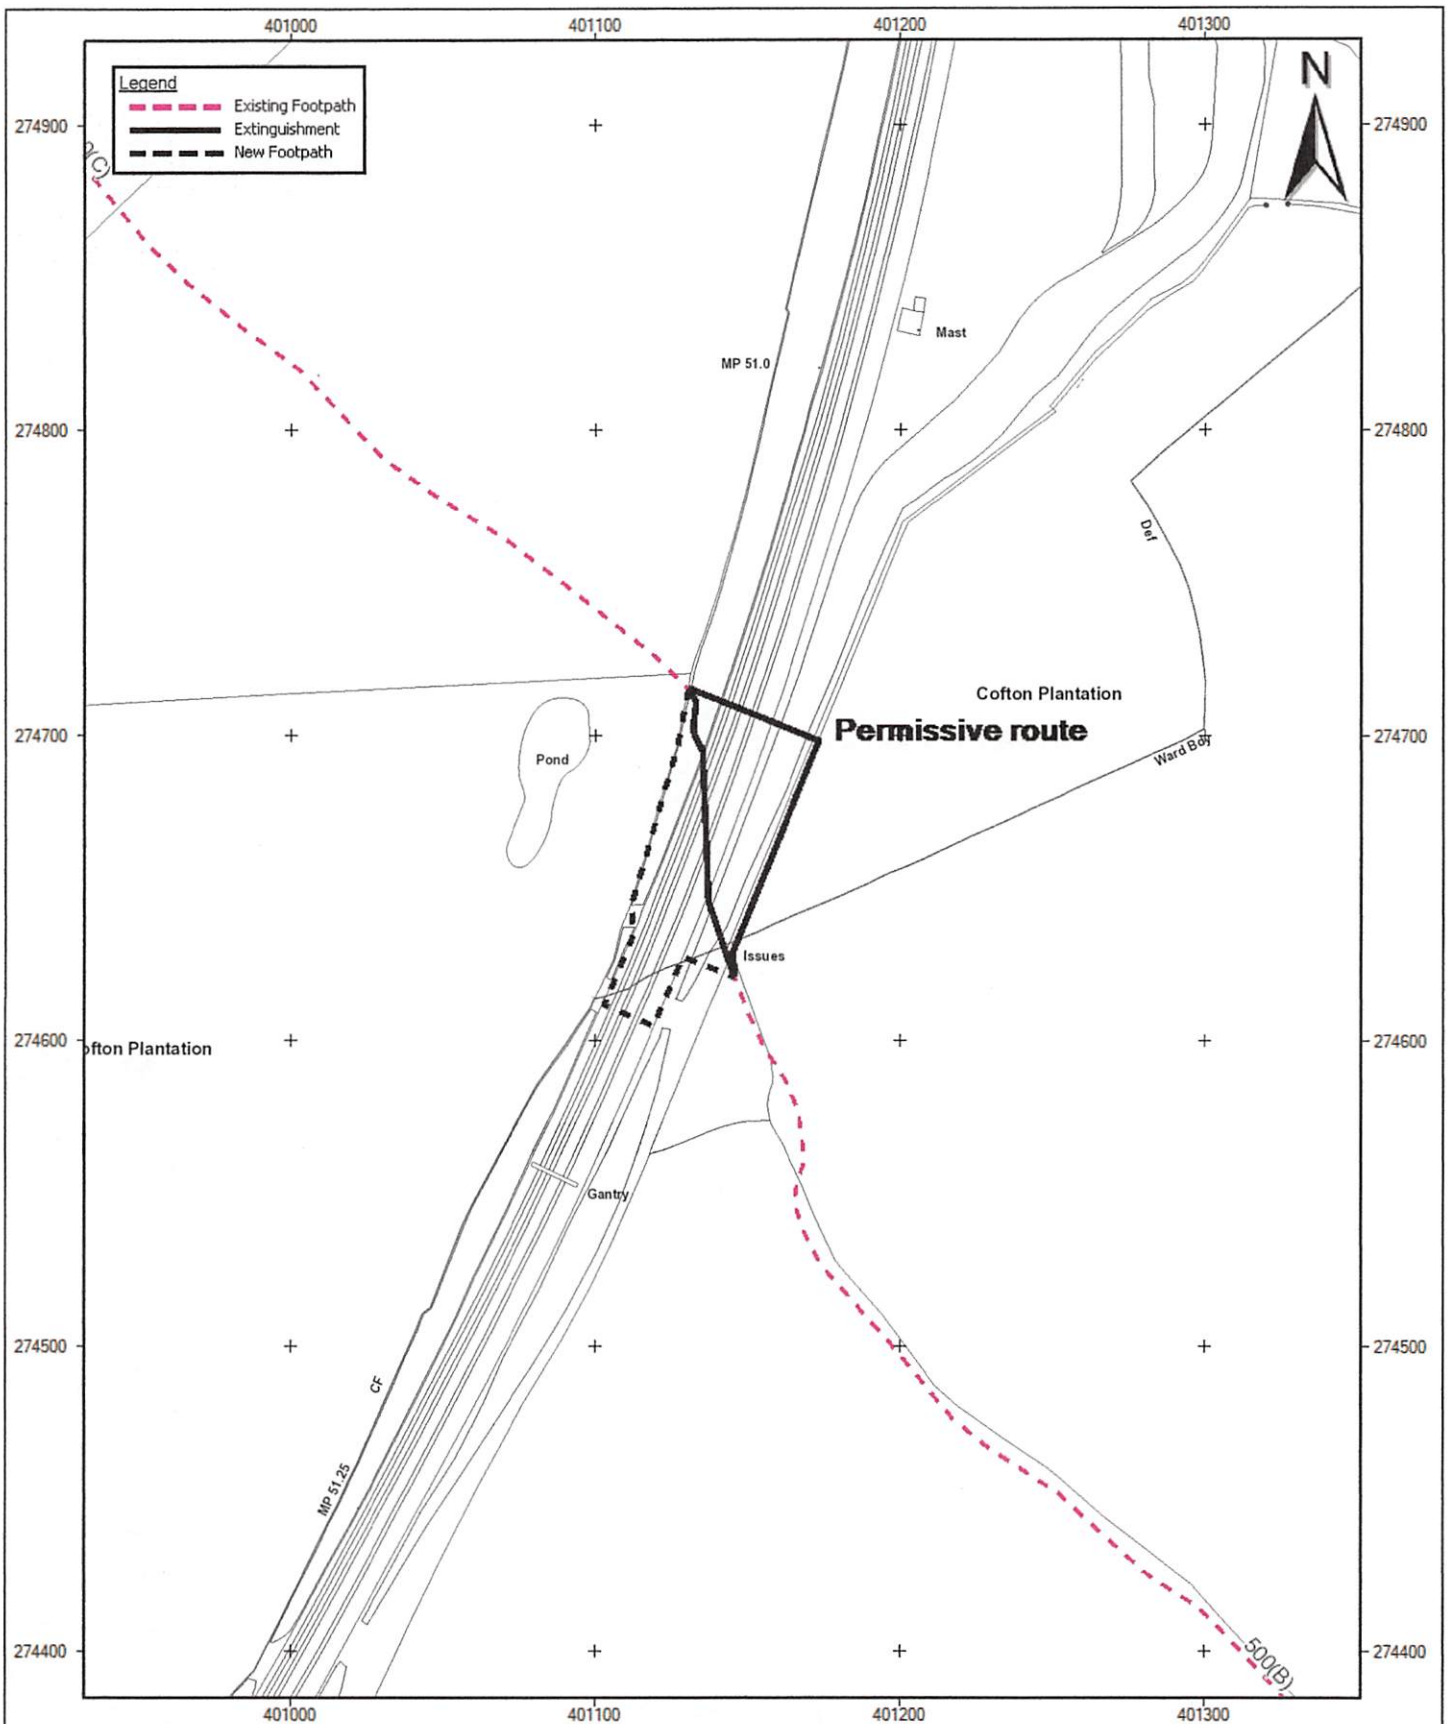 401000 401100 401200 401300
N
Legend
Existing Footpath
Extinguishment
New Footpath
274900 274900
(C)
Mast
MP 51.0
274800 274800
Def
Cofton Plantation
274700 Permissive route 274700
Ward Bdy
Pond
Issues
274600 274600
ofton Plantation
Gantry
274500 274500
CF
MP 51.25
274400 500(B) 274400
401000 401100 401200 401300